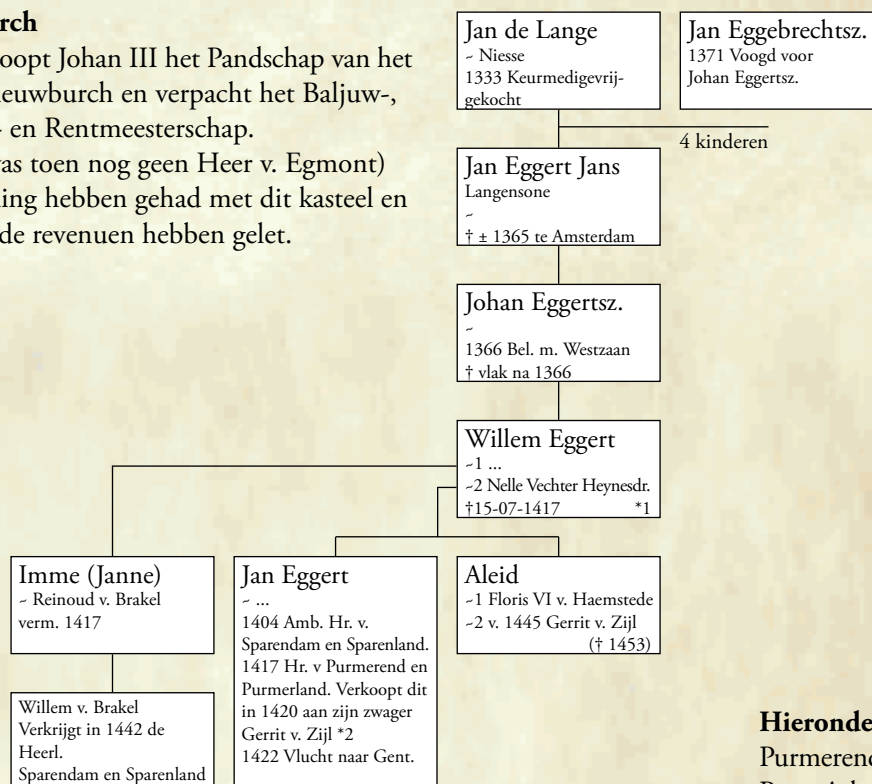 rch
oopt Johan III het Pandschap van het
ieuwburch en verpacht het Baljuw-,
- en Rentmeesterschap.
vas toen nog geen Heer v. Egmont)
ling hebben gehad met dit kasteel en
de revenuen hebben gelet.
Jan de Lange
~ Niesse
1333 Keurmedigevrij-
gekocht
Jan Eggebrechtsz.
1371 Voogd voor
Johan Eggertsz.
4 kinderen
Jan Eggert Jans
Langensone
~
† ± 1365 te Amsterdam
Johan Eggertsz.
~
1366 Bel. m. Westzaan
† vlak na 1366
Willem Eggert
~1 ...
~2 Nelle Vechter Heynesdr.
†15-07-1417 *1
Imme (Janne)
~ Reinoud v. Brakel
verm. 1417
Jan Eggert
~ ...
1404 Amb. Hr. v.
Sparendam en Sparenland.
1417 Hr. v Purmerend en
Purmerland. Verkoopt dit
in 1420 aan zijn zwager
Gerrit v. Zijl *2
1422 Vlucht naar Gent.
Aleid
~1 Floris VI v. Haemstede
~2 v. 1445 Gerrit v. Zijl
(† 1453)
Willem v. Brakel
Verkrijgt in 1442 de
Heerl.
Sparendam en Sparenland
Hieronde
Purmerend